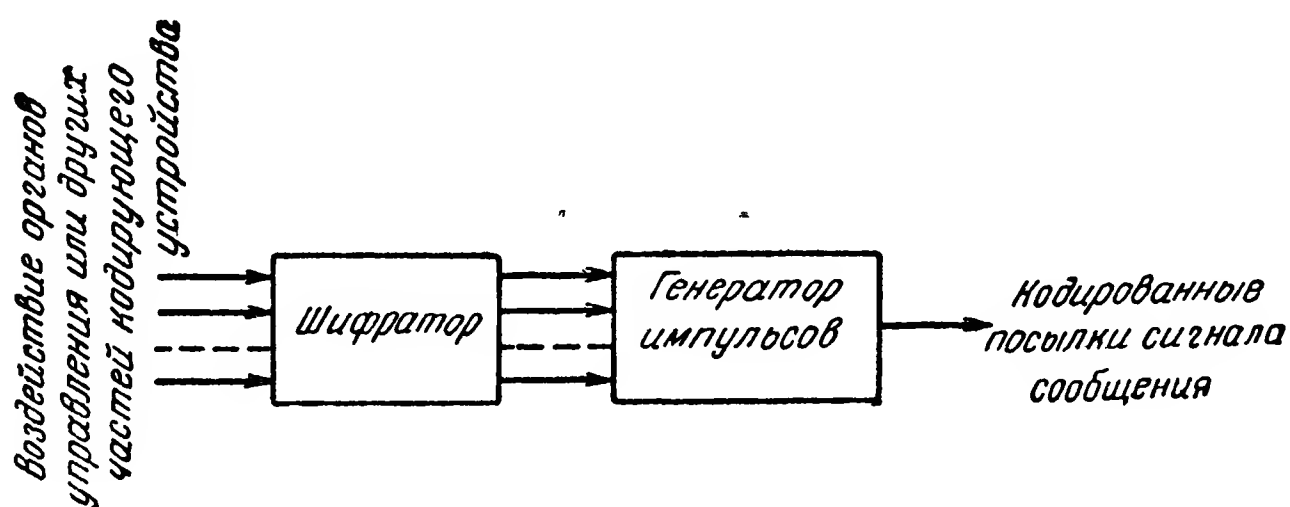 Воздействие органов
управления или других
частей кодирующего
устройства
Шифратор
Генератор
импульсов
Кодированные
посылки сигнала
сообщения